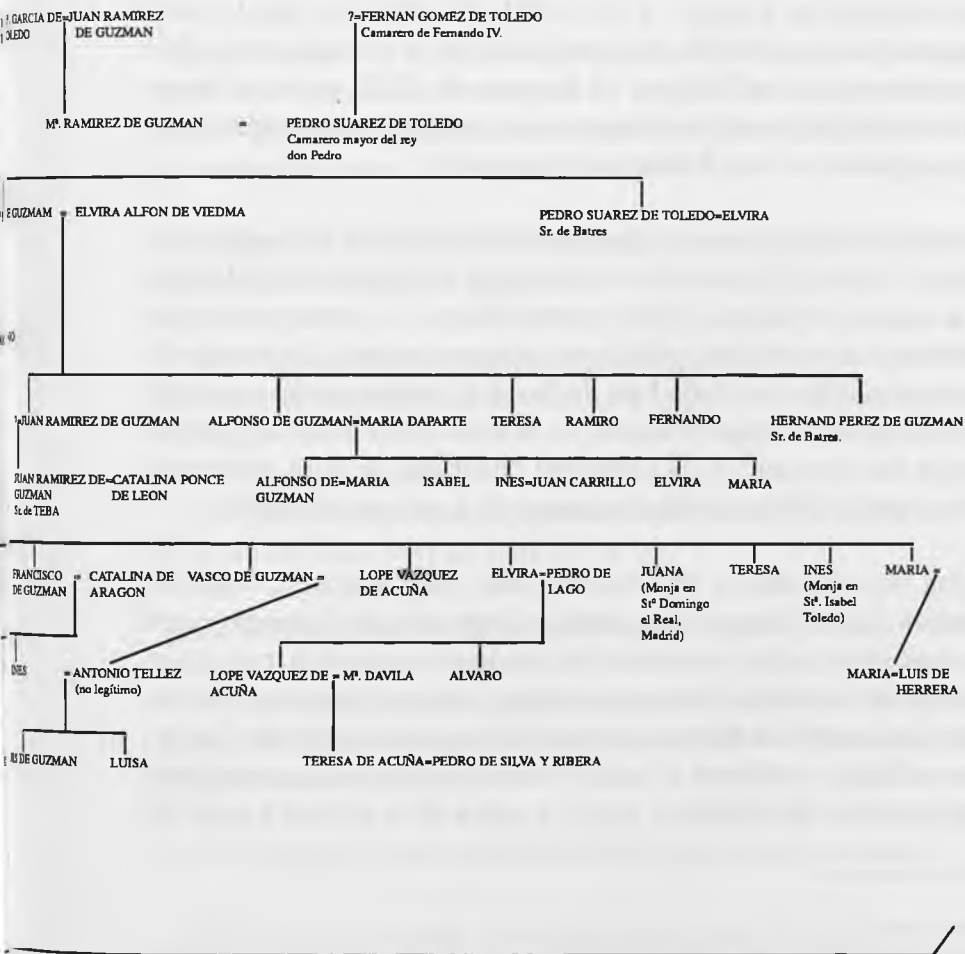 GARCIA DE=JUAN RAMIREZ
DE GUZMAN
?=FERNAN GOMEZ DE TOLEDO
Camarero de Fernando IV.
Mª. RAMIREZ DE GUZMAN = PEDRO SUAREZ DE TOLEDO
Camarero mayor del rey
don Pedro
E GUZMAM = ELVIRA ALFON DE VIEDMA
PEDRO SUAREZ DE TOLEDO=ELVIRA
Sr. de Batres
?=JUAN RAMIREZ DE GUZMAN
ALFONSO DE GUZMAN=MARIA DAPARTE
TERESA
RAMIRO
FERNANDO
HERNAND PEREZ DE GUZMAN
Sr. de Batres.
JUAN RAMIREZ DE=CATALINA PONCE
GUZMAN DE LEON
Sr. de TEBA
ALFONSO DE=MARIA
GUZMAN
ISABEL
INES=JUAN CARRILLO
ELVIRA
MARIA
FRANCISCO = CATALINA DE
DE GUZMAN ARAGON
VASCO DE GUZMAN =
LOPE VAZQUEZ
DE ACUÑA
ELVIRA=PEDRO DE
LAGO
JUANA
(Monja en
Stº Domingo
el Real,
Madrid)
TERESA
INES
(Monja en
Stª. Isabel
Toledo)
MARIA =
INES = ANTONIO TELLEZ
(no legítimo)
LOPE VAZQUEZ DE = Mª. DAVILA
ACUÑA
ALVARO
MARIA=LUIS DE
HERRERA
DE GUZMAN
LUISA
TERESA DE ACUÑA=PEDRO DE SILVA Y RIBERA